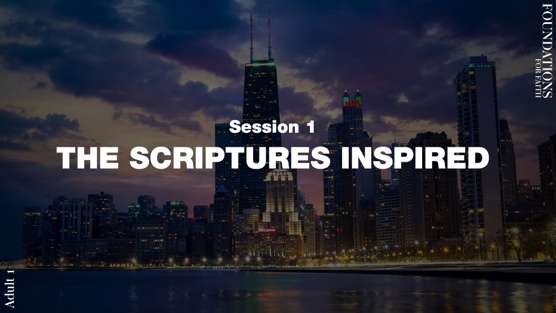 Session 1
THE SCRIPTURES INSPIRED
FOUNDATIONS
FOR FAITH
Adult 1